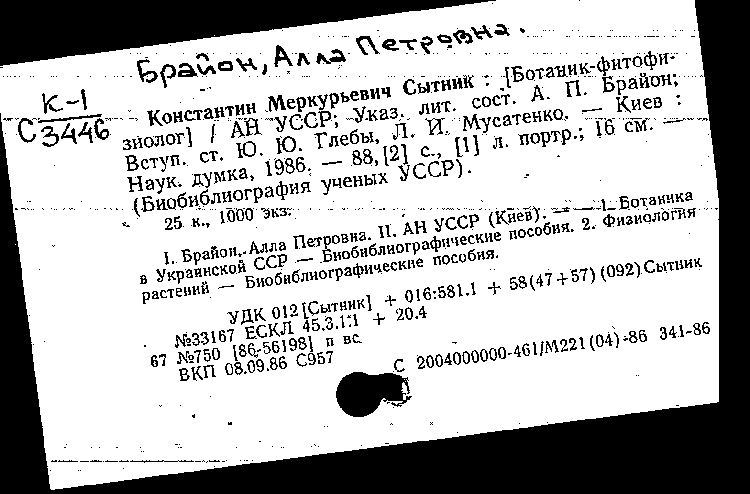 Брайон, Алла Петровна.
К-1
С3446
Константин Меркурьевич Сытник : [Ботаник-фитофи-
зиолог] / АН УССР; Указ. лит. сост. А. П. Брайон;
Вступ. ст. Ю. Ю. Глебы, Л. И. Мусатенко. — Киев :
Наук. думка, 1986. — 88, [2] с., [1] л. портр.; 16 см. —
(Биобиблиография ученых УССР).
25 к., 1000 экз.
I. Брайон, Алла Петровна. II. АН УССР (Киев). — — 1. Ботаника
в Украинской ССР — Биобиблиографические пособия. 2. Физиология
растений — Биобиблиографические пособия.
УДК 012[Сытник] + 016:581.1 + 58(47+57)(092)Сытник
№33167 ЕСКЛ 45.3.1:1 + 20.4
67 №750 [86-56198] п вс
ВКП 08.09.86 С957
С 2004000000-461/М221(04)-86 341-86